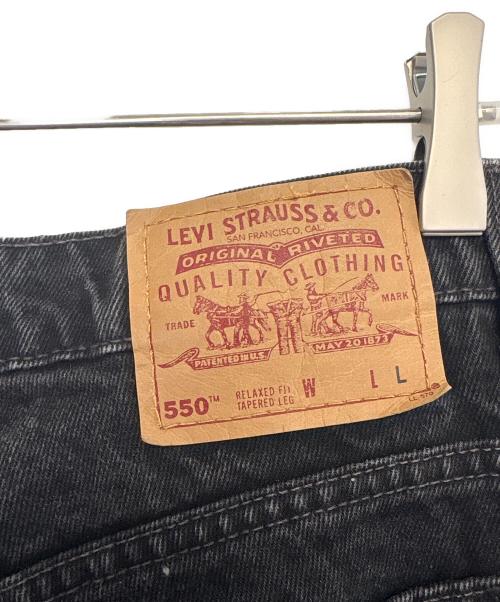 LEVI STRAUSS & CO.
SAN FRANCISCO, CAL.
ORIGINAL RIVETED
QUALITY CLOTHING
TRADE MARK
PATENTED IN U.S. MAY 20 1873
550™ RELAXED FIT W L L
TAPERED LEG